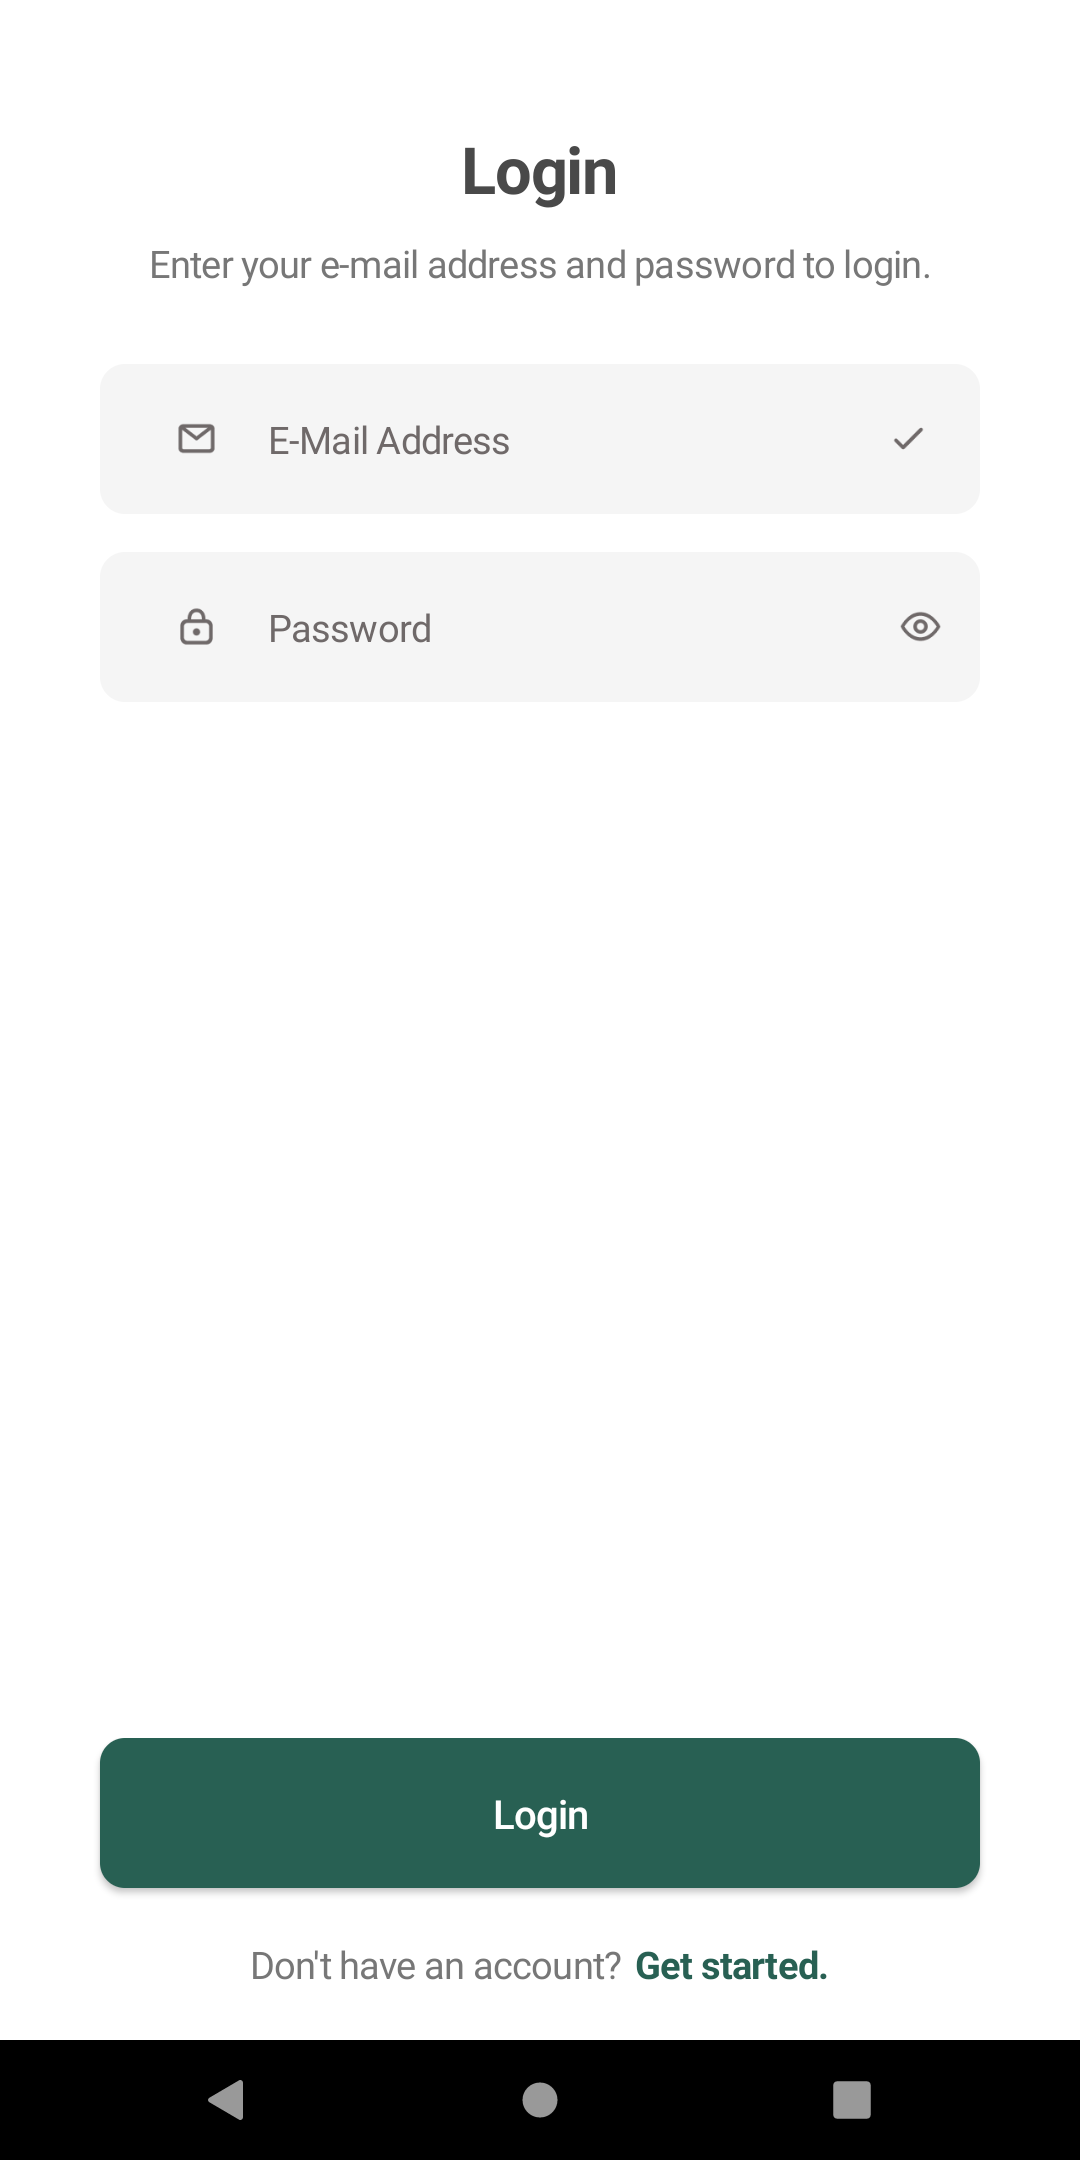 Login
Enter your e-mail address and password to login.
E-Mail Address
Password
Login
Don't have an account? Get started.